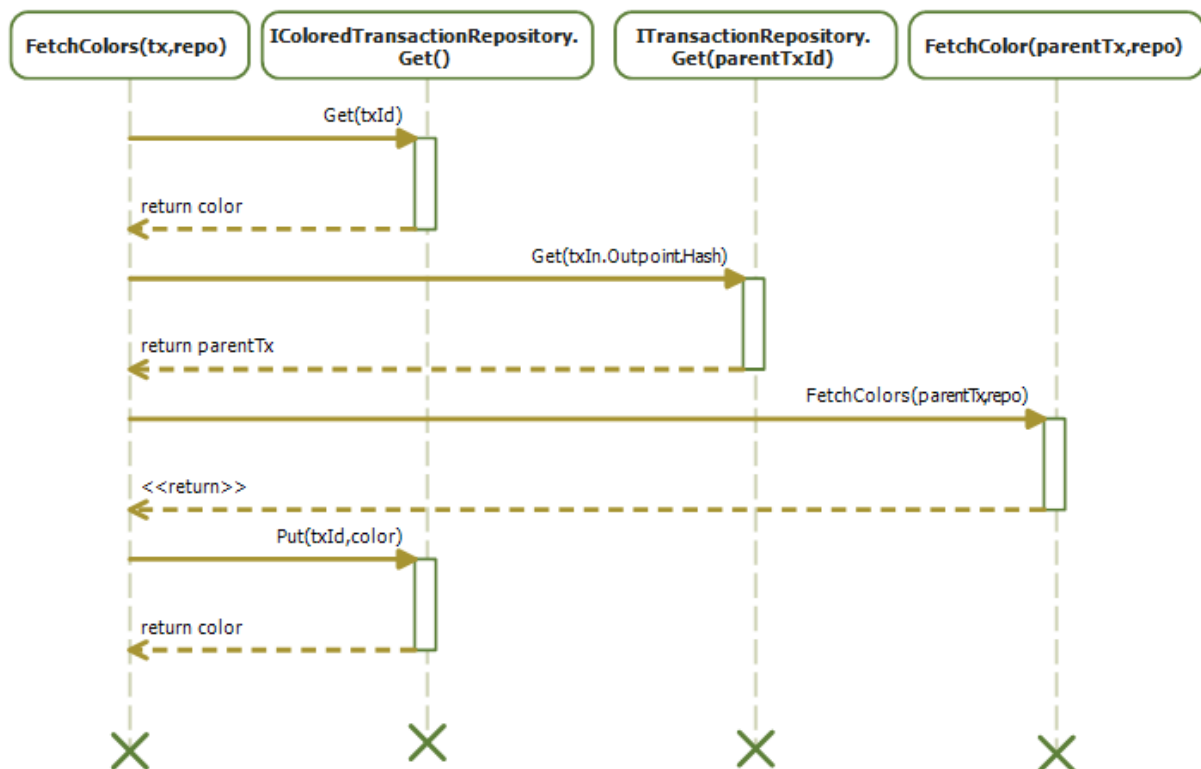 FetchColors(tx,repo)
IColoredTransactionRepository.
Get()
ITransactionRepository.
Get(parentTxId)
FetchColor(parentTx,repo)
Get(txId)
return color
Get(txIn.Outpoint.Hash)
return parentTx
FetchColors(parentTx,repo)
<<return>>
Put(txId,color)
return color